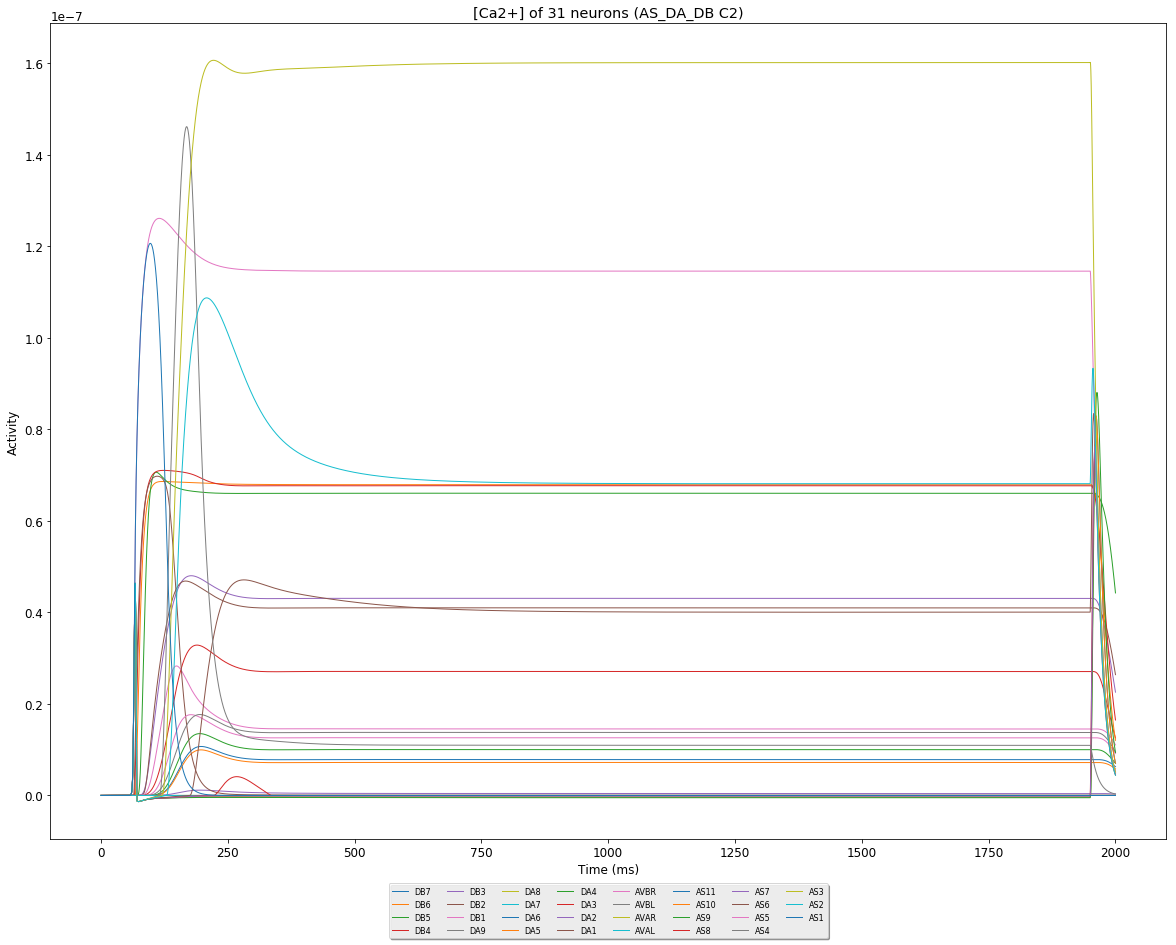 [Ca2+] of 31 neurons (AS_DA_DB C2)
1e−7
1.6
1.4
1.2
1.0
0.8
0.6
0.4
0.2
0.0
Activity
0 250 500 750 1000 1250 1500 1750 2000
Time (ms)
DB7 DB3 DA8 DA4 AVBR AS11 AS7 AS3
DB6 DB2 DA7 DA3 AVBL AS10 AS6 AS2
DB5 DB1 DA6 DA2 AVAR AS9 AS5 AS1
DB4 DA9 DA5 DA1 AVAL AS8 AS4